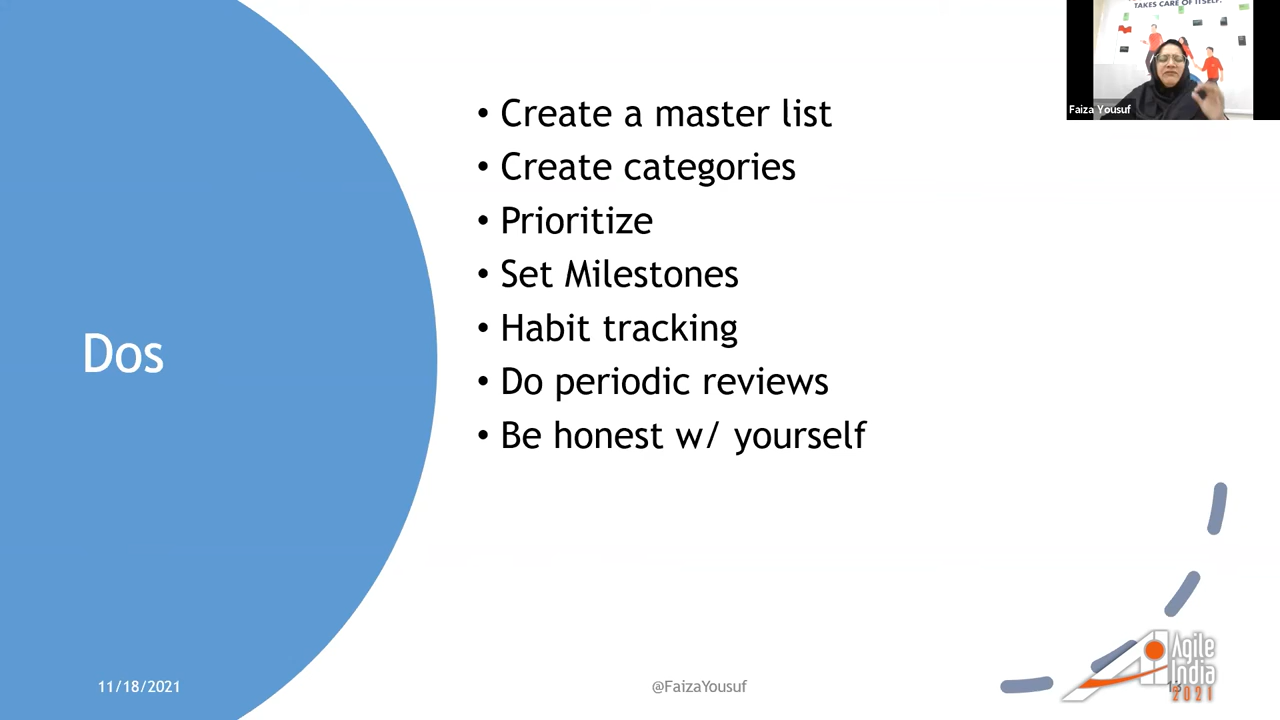 TAKES CARE OF ITSELF.
Faiza Yousuf
• Create a master list
• Create categories
• Prioritize
• Set Milestones
• Habit tracking
• Do periodic reviews
• Be honest w/ yourself
Dos
11/18/2021
@FaizaYousuf
Agile
India
2021